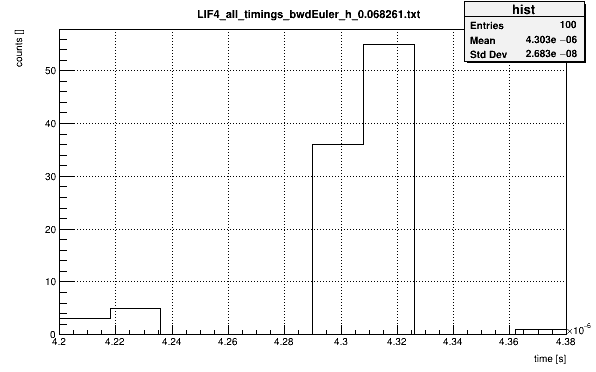 LIF4_all_timings_bwdEuler_h_0.068261.txt
hist
Entries 100
Mean 4.303e −06
Std Dev 2.683e −08
counts []
50
40
30
20
10
0
4.2 4.22 4.24 4.26 4.28 4.3 4.32 4.34 4.36 4.38
×10⁻⁶
time [s]